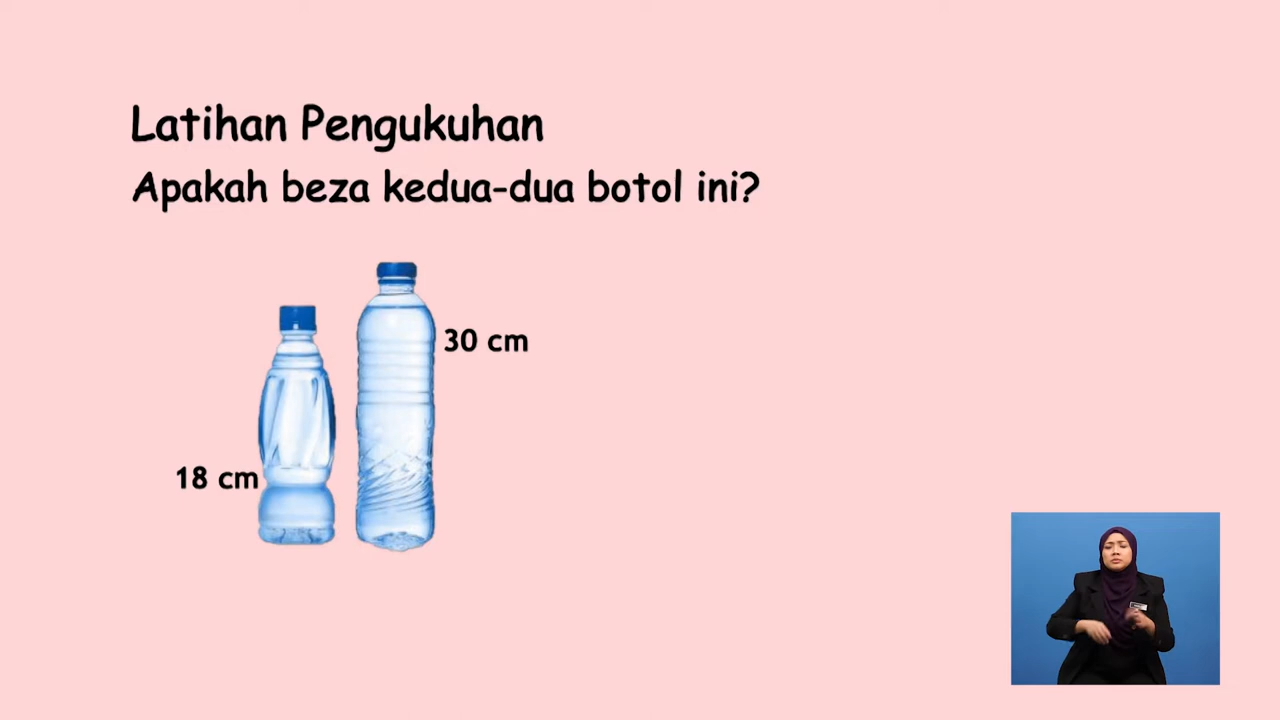 Latihan Pengukuhan
Apakah beza kedua-dua botol ini?
30 cm
18 cm